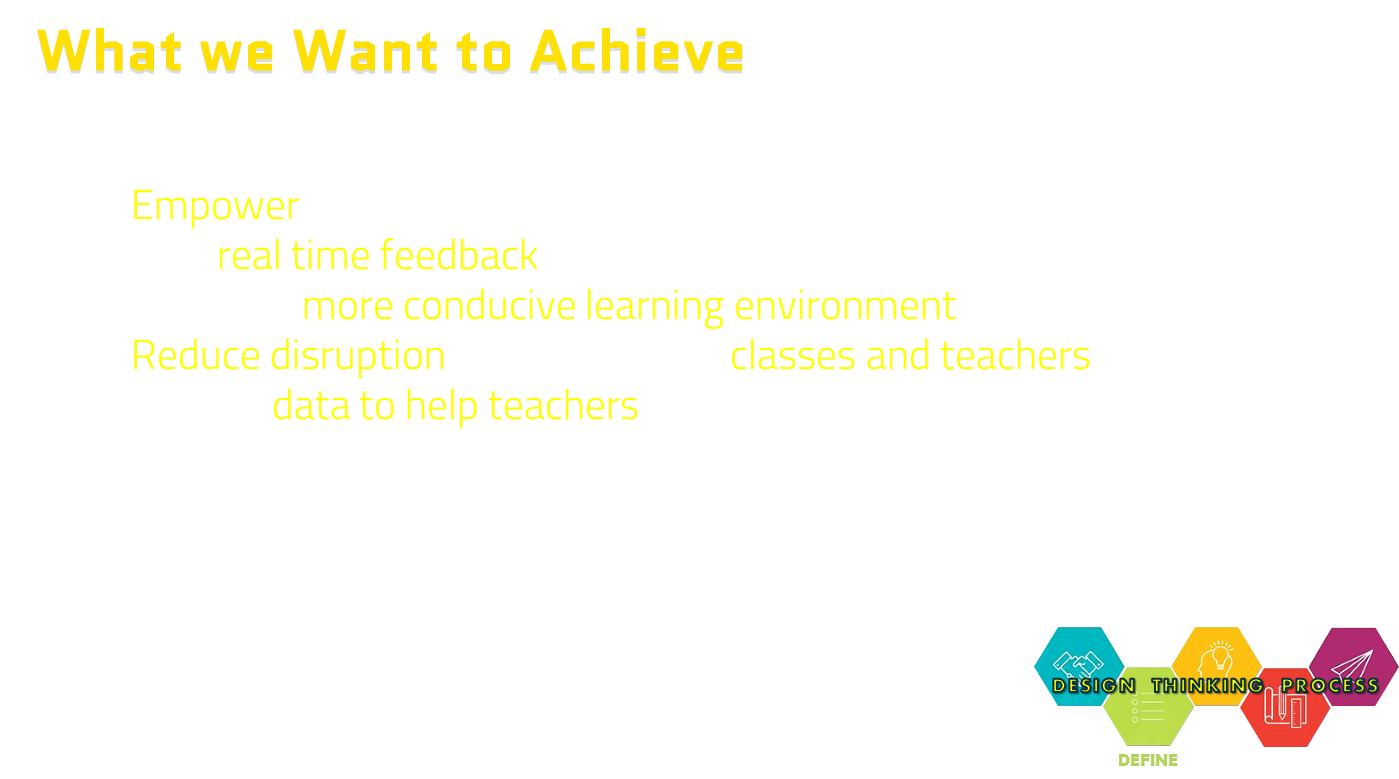 What we Want to Achieve
Empower
real time feedback
more conducive learning environment
Reduce disruption classes and teachers
data to help teachers
DESIGN THINKING PROCESS
DEFINE